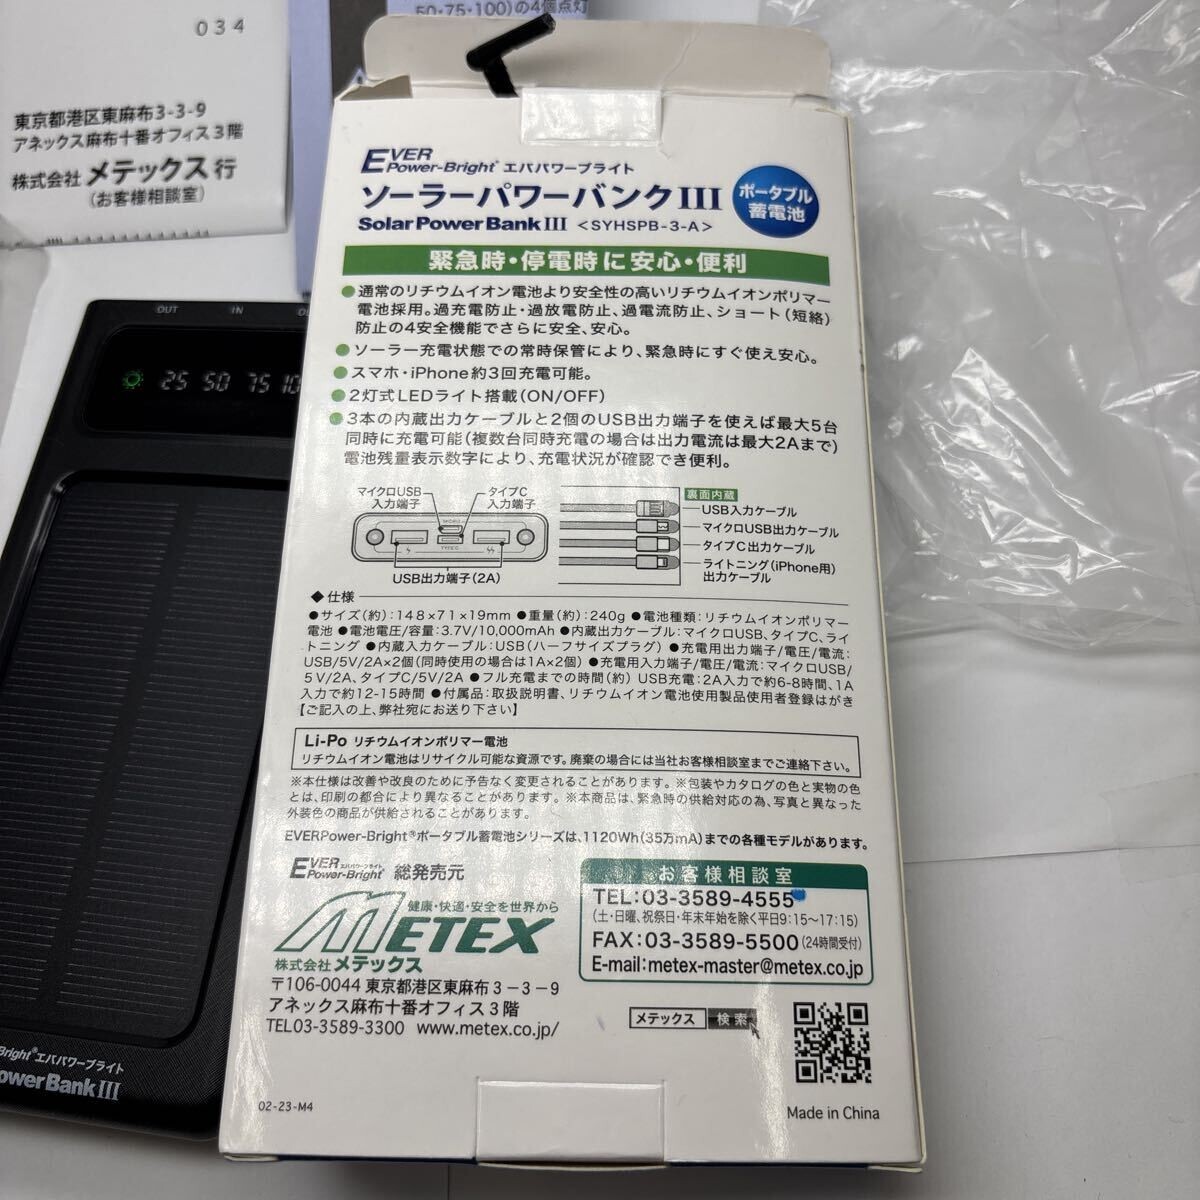 034
東京都港区東麻布3-3-9
アネックス麻布十番オフィス3階
株式会社 メテックス 行
(お客様相談室)
50・75・100)の4個点灯
OUT IN
25 50 75 10
Bright®エバパワーブライト
ower Bank III
EVER
Power-Bright® エバパワーブライト
ソーラーパワーバンクIII
Solar Power Bank III <SYHSPB-3-A>
ポータブル
蓄電池
緊急時・停電時に安心・便利
●通常のリチウムイオン電池より安全性の高いリチウムイオンポリマー
電池採用。過充電防止・過放電防止、過電流防止、ショート(短絡)
防止の4安全機能でさらに安全、安心。
●ソーラー充電状態での常時保管により、緊急時にすぐ使え安心。
●スマホ・iPhone約3回充電可能。
●2灯式LEDライト搭載(ON/OFF)
●3本の内蔵出力ケーブルと2個のUSB出力端子を使えば最大5台
同時に充電可能(複数台同時充電の場合は出力電流は最大2Aまで)
電池残量表示数字により、充電状況が確認でき便利。
マイクロUSB
入力端子
タイプC
入力端子
MICRO
TYPE C
USB出力端子(2A)
裏面内蔵
USB入力ケーブル
マイクロUSB出力ケーブル
タイプC出力ケーブル
ライトニング(iPhone用)
出力ケーブル
◆仕様
●サイズ(約):148×71×19mm ●重量(約):240g ●電池種類:リチウムイオンポリマー
電池 ●電池電圧/容量:3.7V/10,000mAh ●内蔵出力ケーブル:マイクロUSB、タイプC、ライ
トニング ●内蔵入力ケーブル:USB(ハーフサイズプラグ) ●充電用出力端子/電圧/電流:
USB/5V/2A×2個(同時使用の場合は1A×2個) ●充電用入力端子/電圧/電流:マイクロUSB/
5V/2A、タイプC/5V/2A ●フル充電までの時間(約) USB充電:2A入力で約6-8時間、1A
入力で約12-15時間 ●付属品:取扱説明書、リチウムイオン電池使用製品使用者登録はがき
【ご記入の上、弊社宛にお送り下さい】
Li-Po リチウムイオンポリマー電池
リチウムイオン電池はリサイクル可能な資源です。廃棄の場合には当社お客様相談室までご連絡下さい。
※本仕様は改善や改良のために予告なく変更されることがあります。※包装やカタログの色と実物の色
とは、印刷の都合により異なることがあります。※本商品は、緊急時の供給対応の為、写真と異なった
外装色の商品が供給されることがあります。
EVERPower-Bright®ポータブル蓄電池シリーズは、1120Wh(35万mA)までの各種モデルがあります。
EVER エバパワーブライト
Power-Bright® 総発売元
健康・快適・安全を世界から
METEX
株式会社 メテックス
〒106-0044 東京都港区東麻布3-3-9
アネックス麻布十番オフィス3階
TEL03-3589-3300 www.metex.co.jp/
お客様相談室
TEL:03-3589-4555
(土・日曜、祝祭日・年末年始を除く平日9:15〜17:15)
FAX:03-3589-5500(24時間受付)
E-mail:metex-master@metex.co.jp
メテックス 検索
02-23-M4
Made in China